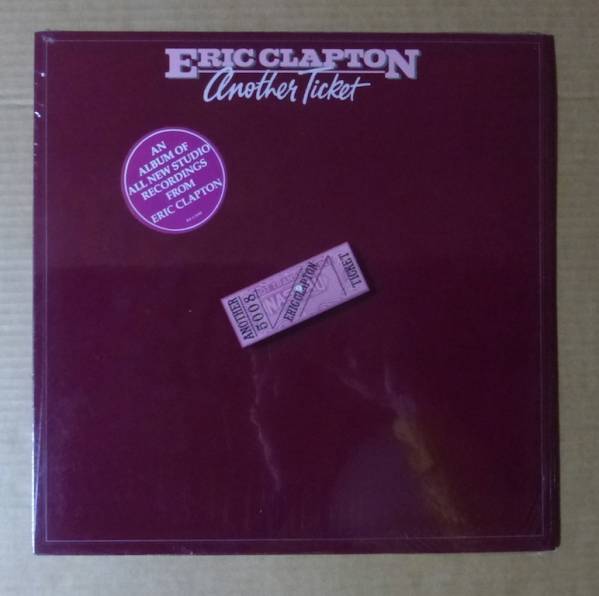 ERIC CLAPTON
Another Ticket
AN
ALBUM OF
ALL NEW STUDIO
RECORDINGS
FROM
ERIC CLAPTON
ANOTHER
5008
ERIC CLAPTON
TICKET